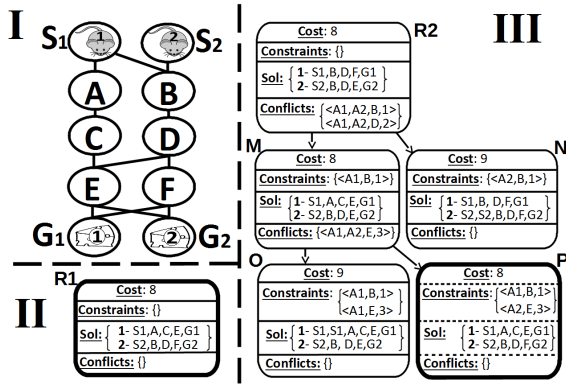 I
S1
1
2
S2
A
B
C
D
E
F
G1
1
2
G2
II
R1
Cost: 8
Constraints: {}
Sol: { 1- S1,A,C,E,G1
2- S2,B,D,F,G2 }
Conflicts: {}
III
R2
Cost: 8
Constraints: {}
Sol: { 1- S1,B,D,F,G1
2- S2,B,D,E,G2 }
Conflicts: { <A1,A2,B,1>
<A1,A2,D,2> }
M
Cost: 8
Constraints: {<A1,B,1>}
Sol: { 1- S1,A,C,E,G1
2- S2,B,D,E,G2 }
Conflicts: {<A1,A2,E,3>}
N
Cost: 9
Constraints: {<A2,B,1>}
Sol: { 1- S1,B, D,F,G1
2- S2,S2,B,D,F,G2 }
Conflicts: {}
O
Cost: 9
Constraints: { <A1,B,1>
<A1,E,3> }
Sol: { 1- S1,S1,A,C,E,G1
2- S2,B, D,E,G2 }
Conflicts: {}
P
Cost: 8
Constraints: { <A1,B,1>
<A2,E,3> }
Sol: { 1- S1,A,C,E,G1
2- S2,B,D,F,G2 }
Conflicts: {}